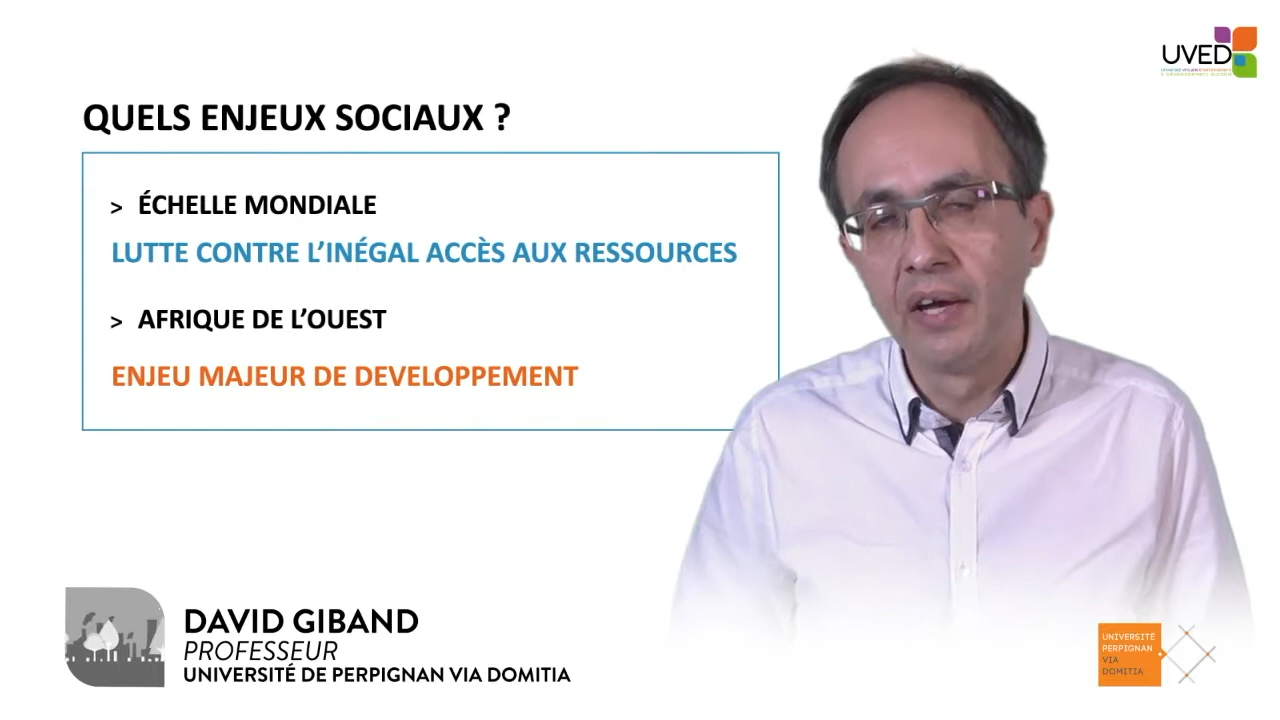 UVED
QUELS ENJEUX SOCIAUX ?
> ÉCHELLE MONDIALE
LUTTE CONTRE L’INÉGAL ACCÈS AUX RESSOURCES
> AFRIQUE DE L’OUEST
ENJEU MAJEUR DE DEVELOPPEMENT
DAVID GIBAND
PROFESSEUR
UNIVERSITÉ DE PERPIGNAN VIA DOMITIA
UNIVERSITÉ
PERPIGNAN
VIA
DOMITIA